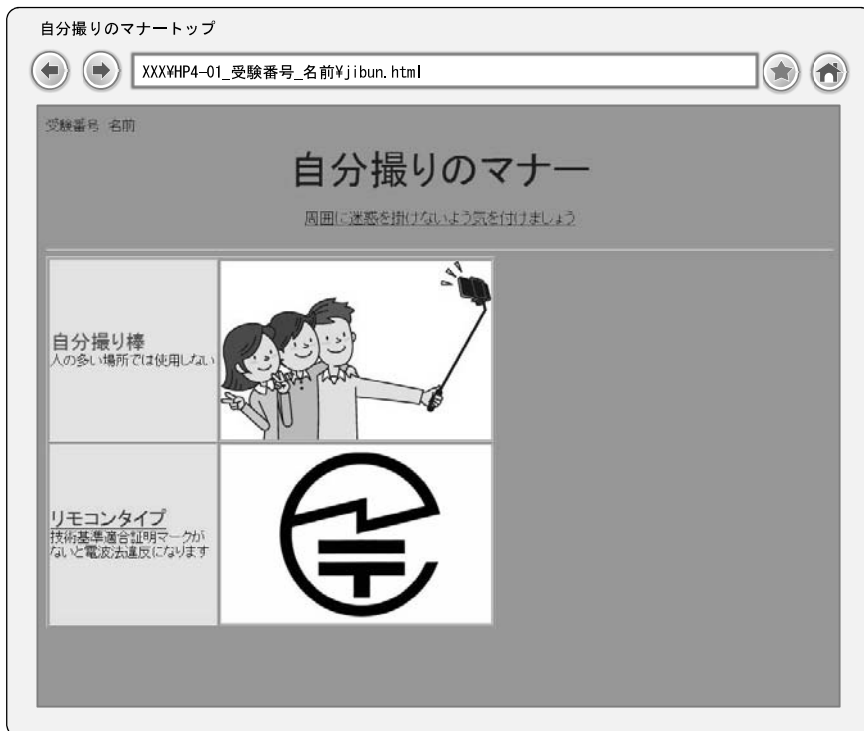 自分撮りのマナートップ
XXX¥HP4-01_受験番号_名前¥jibun.html
受験番号 名前
自分撮りのマナー
周囲に迷惑を掛けないよう気を付けましょう
自分撮り棒
人の多い場所では使用しない
リモコンタイプ
技術基準適合証明マークが
ないと電波法違反になります